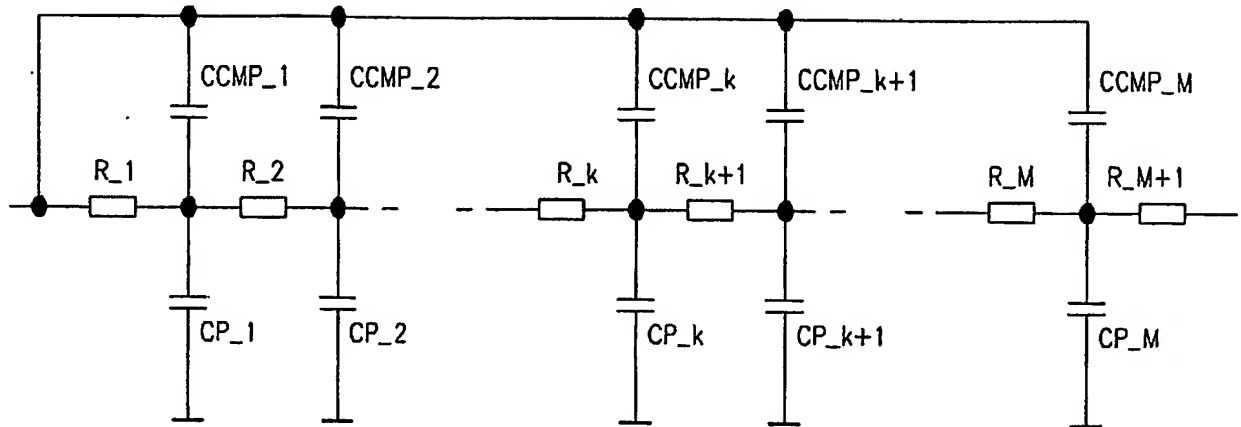 CCMP_1 CCMP_2 CCMP_k CCMP_k+1 CCMP_M
R_1 R_2 R_k R_k+1 R_M R_M+1
CP_1 CP_2 CP_k CP_k+1 CP_M